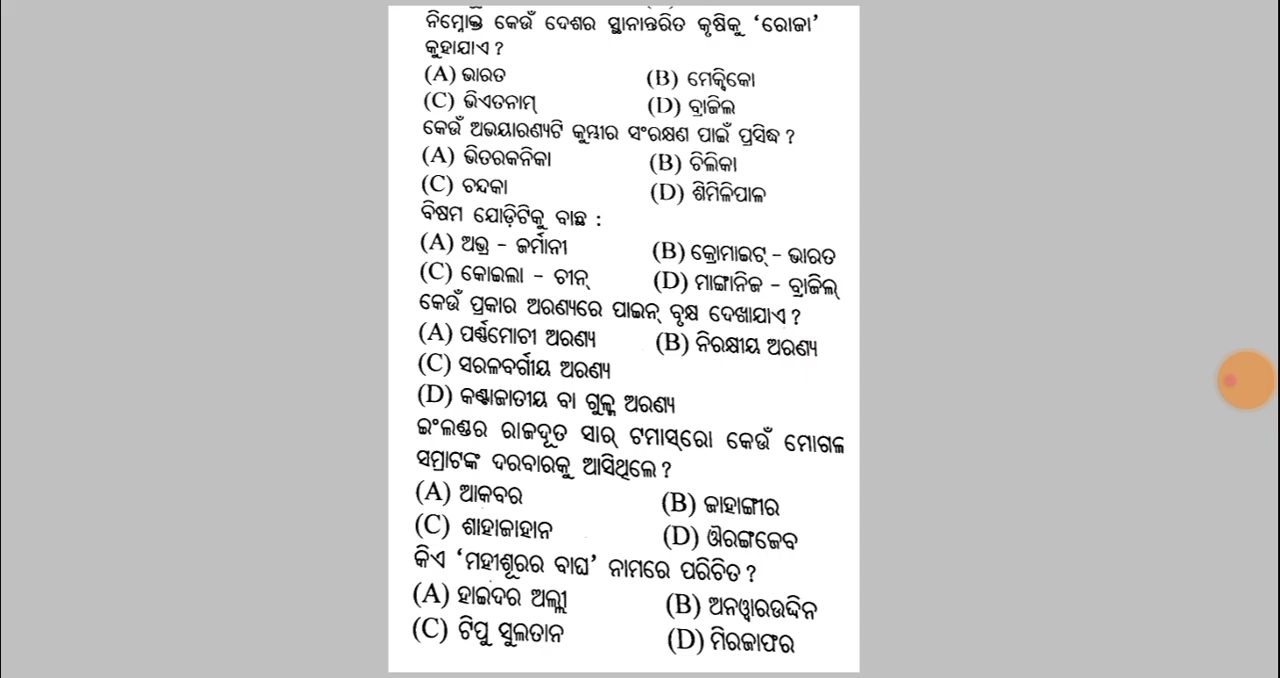 ନିମ୍ନୋକ୍ତ କେଉଁ ଦେଶର ସ୍ଥାନାନ୍ତରିତ କୃଷିକୁ ‘ରୋଜା’
କୁହାଯାଏ ?
(A) ଭାରତ (B) ମେକ୍ସିକୋ
(C) ଭିଏତନାମ୍ (D) ବ୍ରାଜିଲ
କେଉଁ ଅଭୟାରଣ୍ୟଟି କୁମ୍ଭୀର ସଂରକ୍ଷଣ ପାଇଁ ପ୍ରସିଦ୍ଧ ?
(A) ଭିତରକନିକା (B) ଚିଲିକା
(C) ଚନ୍ଦକା (D) ଶିମିଳିପାଳ
ବିଷମ ଯୋଡ଼ିଟିକୁ ବାଛ :
(A) ଅଭ୍ର – ଜର୍ମାନୀ (B) କ୍ରୋମାଇଟ୍ – ଭାରତ
(C) କୋଇଲା – ଚୀନ୍ (D) ମାଙ୍ଗାନିଜ – ବ୍ରାଜିଲ୍
କେଉଁ ପ୍ରକାର ଅରଣ୍ୟରେ ପାଇନ୍ ବୃକ୍ଷ ଦେଖାଯାଏ ?
(A) ପର୍ଣ୍ଣମୋଚୀ ଅରଣ୍ୟ (B) ନିରକ୍ଷୀୟ ଅରଣ୍ୟ
(C) ସରଳବର୍ଗୀୟ ଅରଣ୍ୟ
(D) କଣ୍ଟାଜାତୀୟ ବା ଗୁଳ୍ମ ଅରଣ୍ୟ
ଇଂଲଣ୍ଡର ରାଜଦୂତ ସାର୍ ଟମାସ୍‌ରୋ କେଉଁ ମୋଗଳ
ସମ୍ରାଟଙ୍କ ଦରବାରକୁ ଆସିଥିଲେ ?
(A) ଆକବର (B) ଜାହାଙ୍ଗୀର
(C) ଶାହାଜାହାନ (D) ଔରଙ୍ଗଜେବ
କିଏ ‘ମହୀଶୂରର ବାଘ’ ନାମରେ ପରିଚିତ ?
(A) ହାଇଦର ଅଲ୍ଲୀ (B) ଅନୱାରଉଦ୍ଦିନ
(C) ଟିପୁ ସୁଲତାନ (D) ମିରଜାଫର